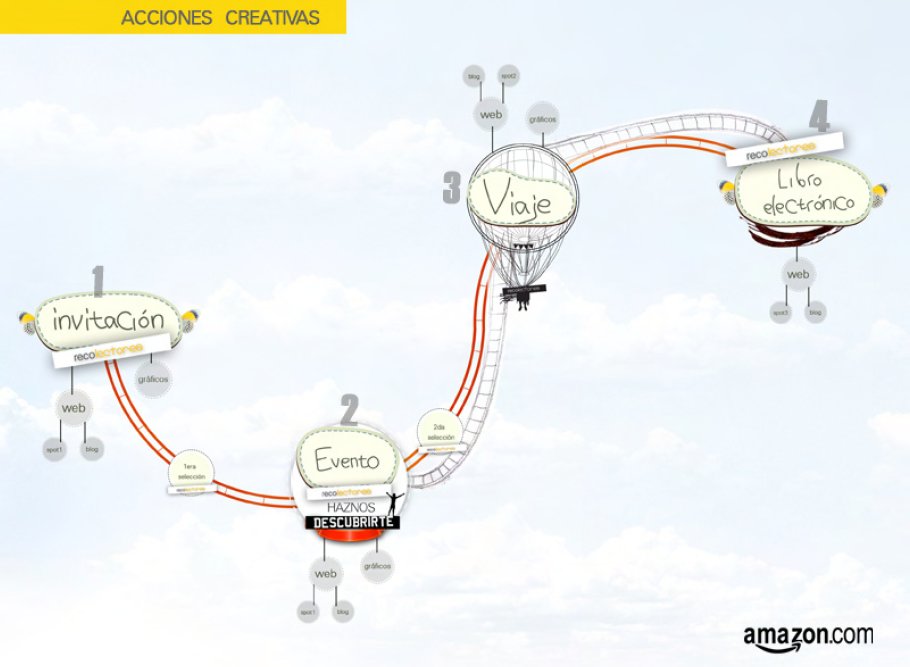 ACCIONES CREATIVAS
1
invitación
recolectores
gráficos
web
spot1
blog
1era
selección
recolectores
2
Evento
recolectores
HAZNOS
DESCUBRIRTE
web
gráficos
spot1
blog
2da
selección
recolectores
3
blog
spot2
web
gráficos
Viaje
recolectores
4
recolectores
Libro
electrónico
web
spot3
blog
amazon.com